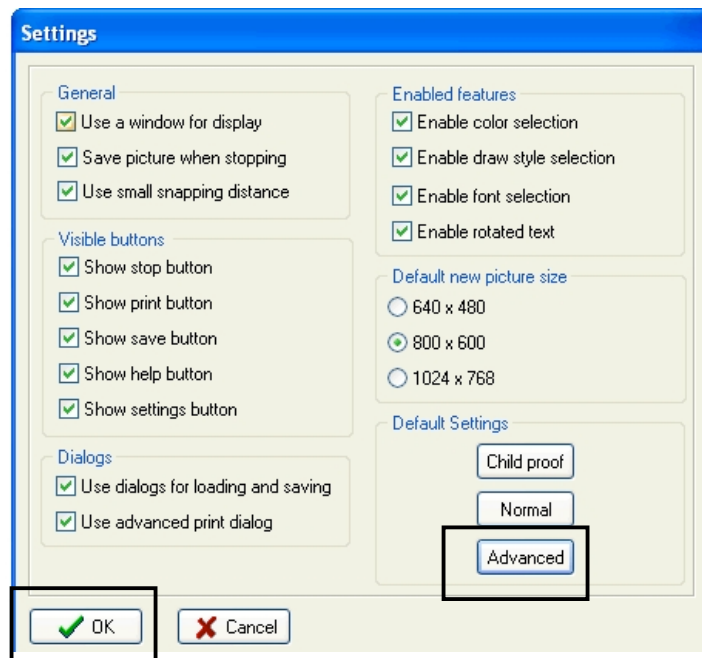 Settings
General
Use a window for display
Save picture when stopping
Use small snapping distance
Visible buttons
Show stop button
Show print button
Show save button
Show help button
Show settings button
Dialogs
Use dialogs for loading and saving
Use advanced print dialog
Enabled features
Enable color selection
Enable draw style selection
Enable font selection
Enable rotated text
Default new picture size
640 x 480
800 x 600
1024 x 768
Default Settings
Child proof
Normal
Advanced
OK
Cancel